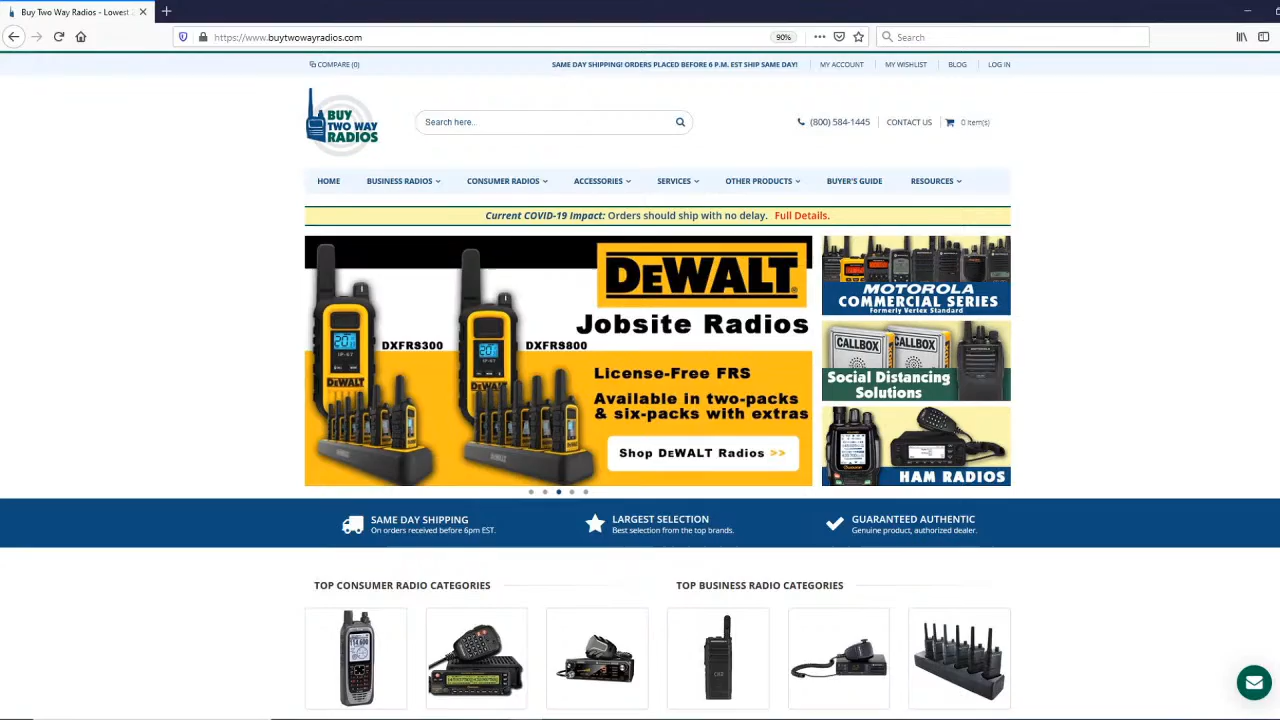 Buy Two Way Radios - Lowest
https://www.buytwowayradios.com
90%
Search
COMPARE (0)
SAME DAY SHIPPING! ORDERS PLACED BEFORE 6 P.M. EST SHIP SAME DAY!
MY ACCOUNT
MY WISHLIST
BLOG
LOG IN
BUY
TWO WAY
RADIOS
Search here..
(800) 584-1445
CONTACT US
0 item(s)
HOME
BUSINESS RADIOS
CONSUMER RADIOS
ACCESSORIES
SERVICES
OTHER PRODUCTS
BUYER'S GUIDE
RESOURCES
Current COVID-19 Impact: Orders should ship with no delay. Full Details.
DEWALT
Jobsite Radios
DXFRS300
DXFRS800
License-Free FRS
Available in two-packs
& six-packs with extras
Shop DEWALT Radios >>
DEWALT
DEWALT
MOTOROLA
COMMERCIAL SERIES
Formerly Vertex Standard
CALLBOX
CALLBOX
Social Distancing
Solutions
HAM RADIOS
SAME DAY SHIPPING
On orders received before 6pm EST.
LARGEST SELECTION
Best selection from the top brands.
GUARANTEED AUTHENTIC
Genuine product, authorized dealer.
TOP CONSUMER RADIO CATEGORIES
TOP BUSINESS RADIO CATEGORIES